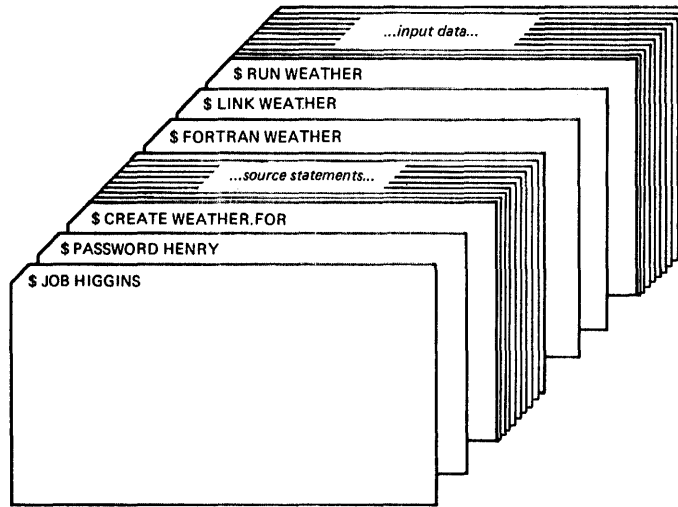 ...input data...
$ RUN WEATHER
$ LINK WEATHER
$ FORTRAN WEATHER
...source statements...
$ CREATE WEATHER.FOR
$ PASSWORD HENRY
$ JOB HIGGINS